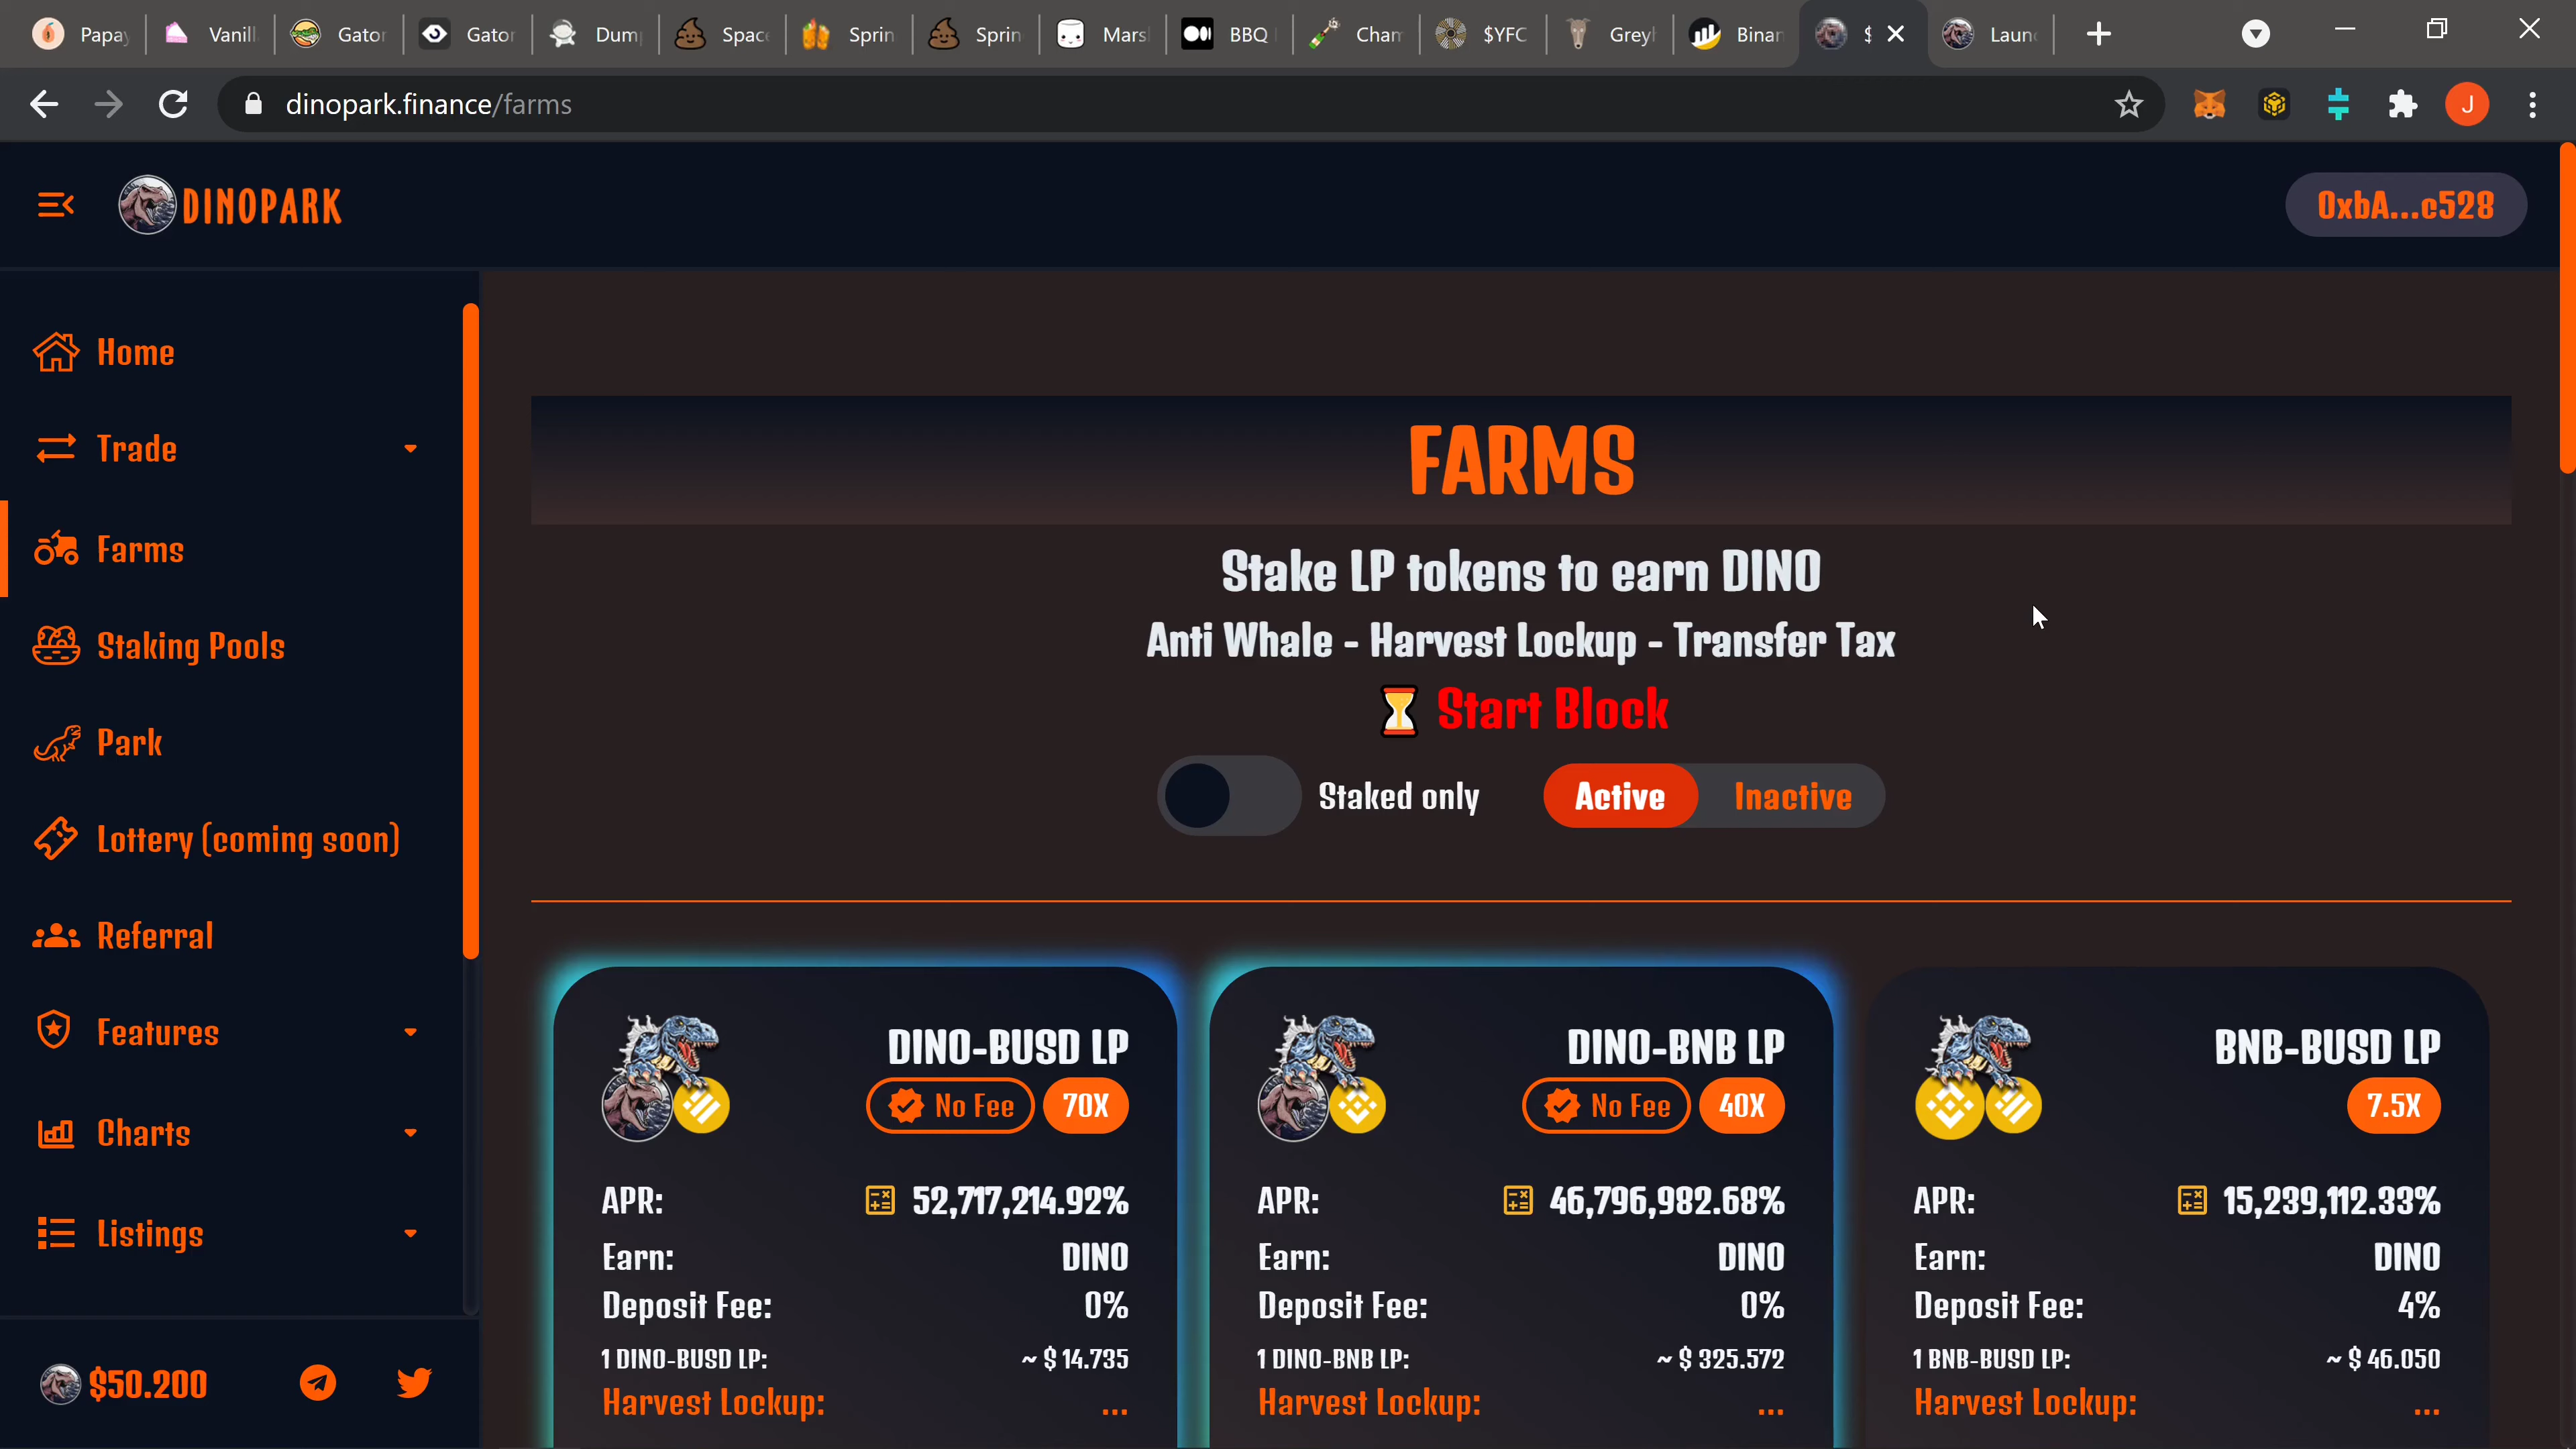 Papay
Vanill
Gator
Gator
Dump
Space
Sprin
Sprin
Mars
BBQ
Cham
$YFC
Greyh
Binan
$
Laun
dinopark.finance/farms
J
DINOPARK
0xbA...c528
Home
Trade
Farms
Staking Pools
Park
Lottery (coming soon)
Referral
Features
Charts
Listings
$50.200
FARMS
Stake LP tokens to earn DINO
Anti Whale - Harvest Lockup - Transfer Tax
Start Block
Staked only
Active Inactive
DINO-BUSD LP
No Fee 70X
APR: 52,717,214.92%
Earn: DINO
Deposit Fee: 0%
1 DINO-BUSD LP: ~ $ 14.735
Harvest Lockup: ...
DINO-BNB LP
No Fee 40X
APR: 46,796,982.68%
Earn: DINO
Deposit Fee: 0%
1 DINO-BNB LP: ~ $ 325.572
Harvest Lockup: ...
BNB-BUSD LP
7.5X
APR: 15,239,112.33%
Earn: DINO
Deposit Fee: 4%
1 BNB-BUSD LP: ~ $ 46.050
Harvest Lockup: ...